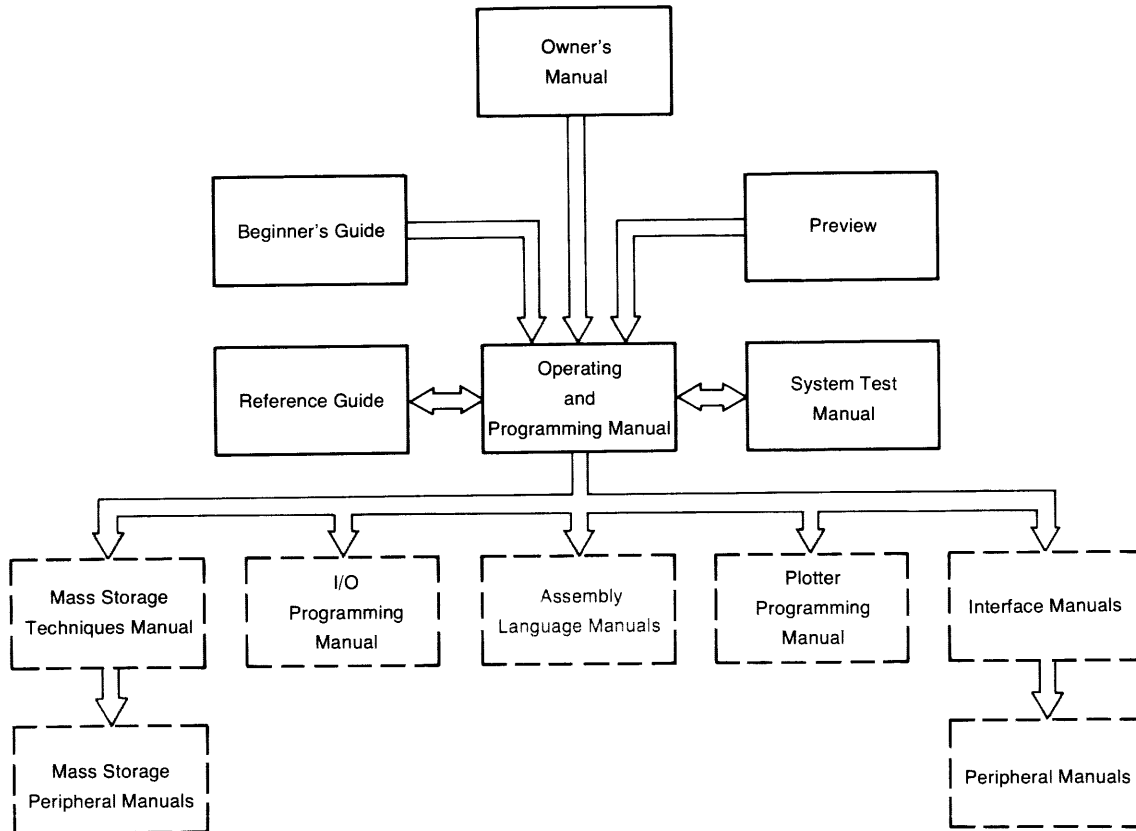 Owner's
Manual
Beginner's Guide
Preview
Reference Guide
Operating
and
Programming Manual
System Test
Manual
Mass Storage
Techniques Manual
I/O
Programming
Manual
Assembly
Language Manuals
Plotter
Programming
Manual
Interface Manuals
Mass Storage
Peripheral Manuals
Peripheral Manuals